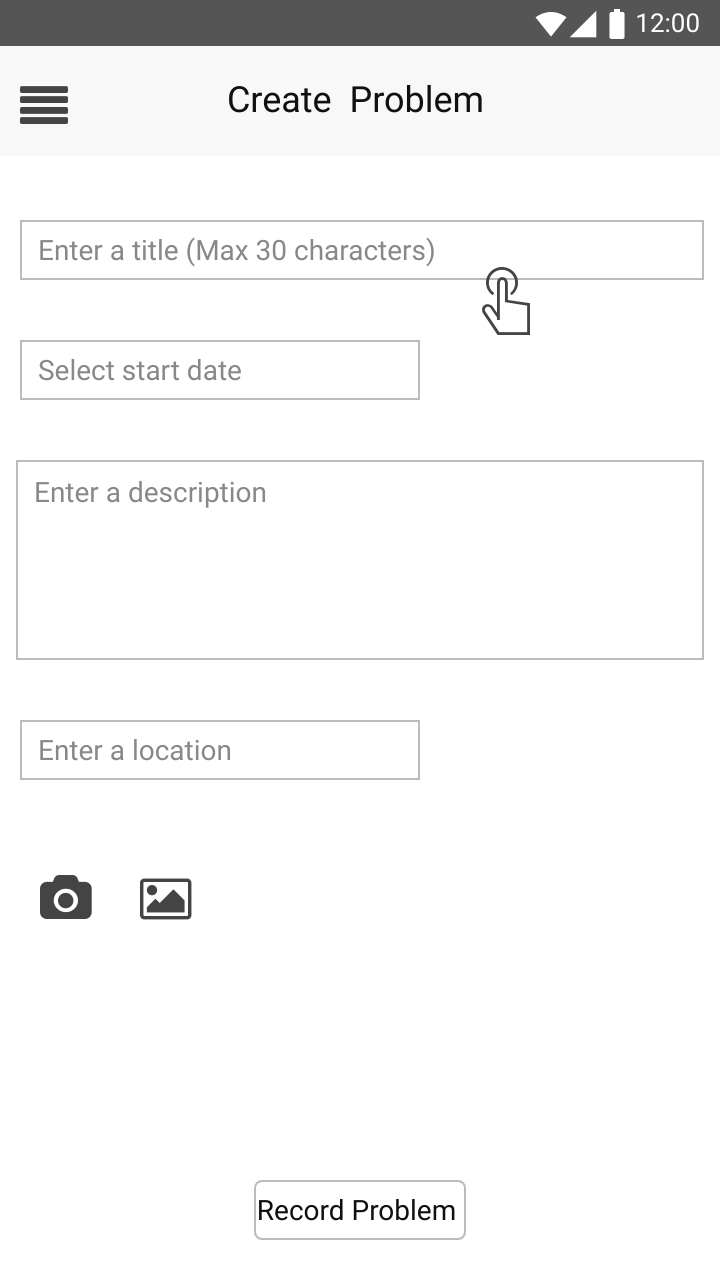 12:00
Create Problem
Enter a title (Max 30 characters)
Select start date
Enter a description
Enter a location
Record Problem